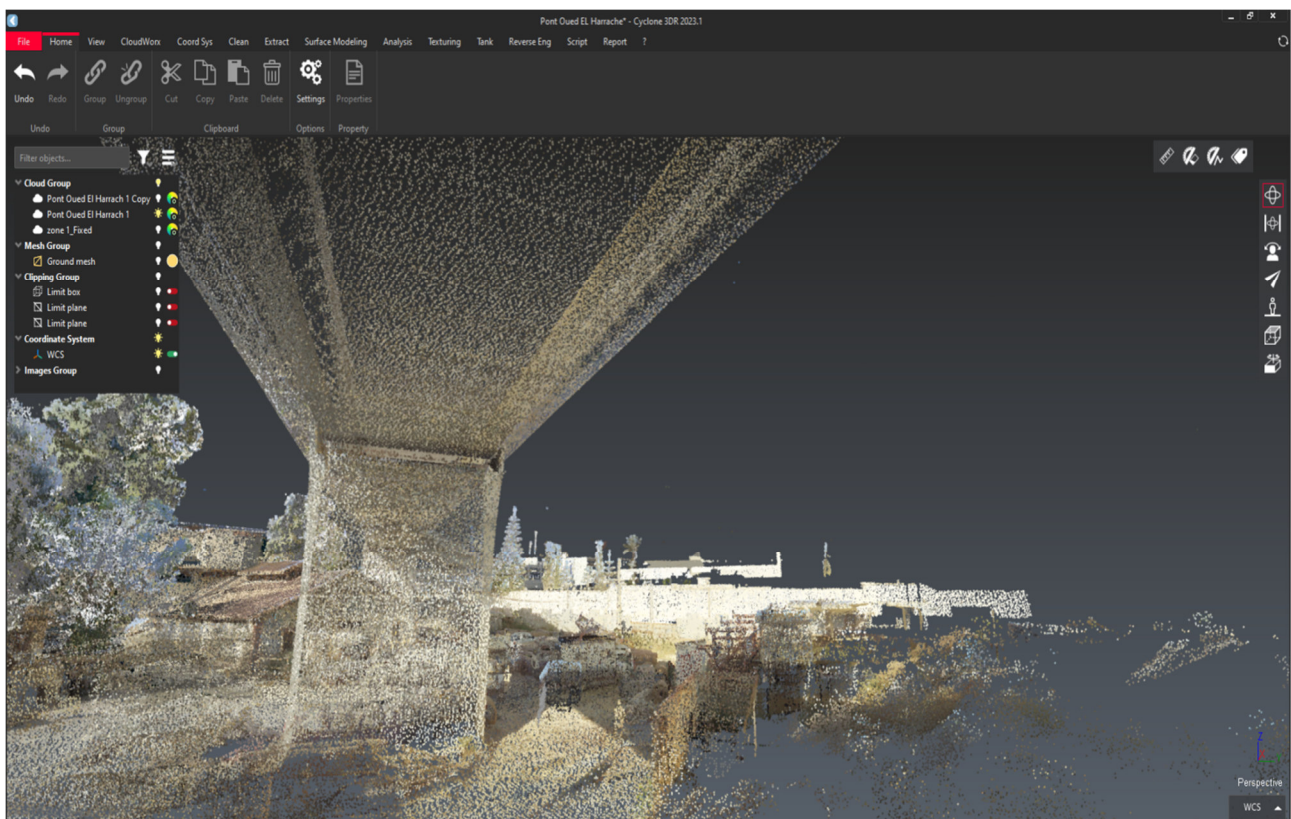 Pont Oued EL Harrache* - Cyclone 3DR 2023.1
File Home View CloudWorx Coord Sys Clean Extract Surface Modeling Analysis Texturing Tank Reverse Eng Script Report ?
Undo Redo Group Ungroup Cut Copy Paste Delete Settings Properties
Undo Group Clipboard Options Property
Filter objects...
Cloud Group
Pont Oued El Harrach 1 Copy
Pont Oued El Harrach 1
zone 1_Fixed
Mesh Group
Ground mesh
Clipping Group
Limit box
Limit plane
Limit plane
Coordinate System
WCS
Images Group
Z
Perspective
WCS